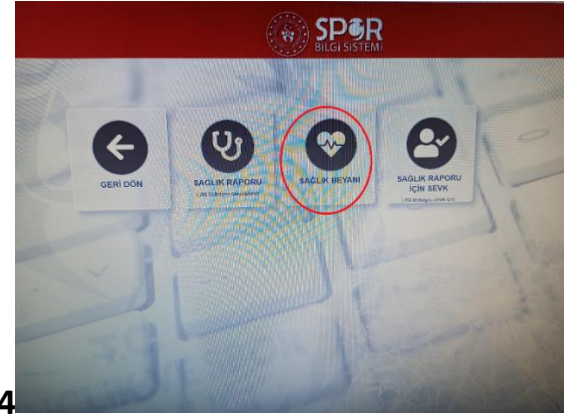 SPOR
BİLGİ SİSTEMİ
GERİ DÖN
SAĞLIK RAPORU
SAĞLIK BEYANI
SAĞLIK RAPORU
İÇİN SEVK
4